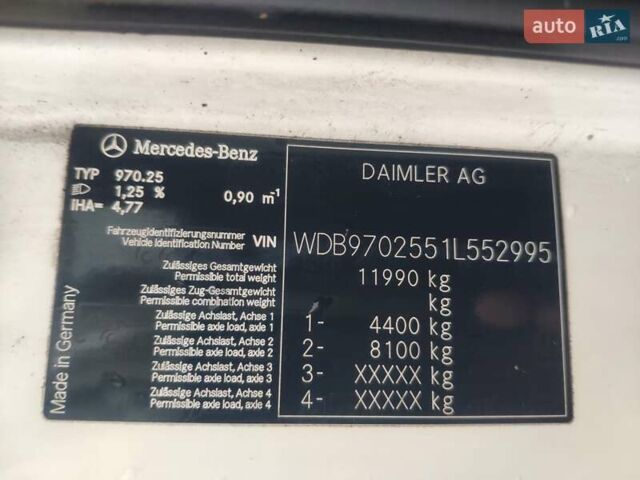 auto RIA .com
Mercedes-Benz
TYP 970.25
1,25 % 0,90 m-1
IHA= 4,77
DAIMLER AG
Fahrzeugidentifizierungsnummer
Vehicle Identification Number VIN WDB9702551L552995
Zulässiges Gesamtgewicht
Permissible total weight 11990 kg
Zulässiges Zug-Gesamtgewicht
Permissible combination weight kg
Zulässige Achslast, Achse 1
Permissible axle load, axle 1 1- 4400 kg
Zulässige Achslast, Achse 2
Permissible axle load, axle 2 2- 8100 kg
Zulässige Achslast, Achse 3
Permissible axle load, axle 3 3- XXXXX kg
Zulässige Achslast, Achse 4
Permissible axle load, axle 4 4- XXXXX kg
Made in Germany